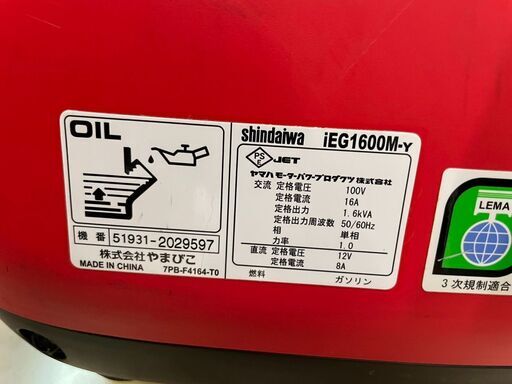 OIL
機 番 51931-2029597
株式会社やまびこ
MADE IN CHINA 7PB-F4164-T0
shindaiwa iEG1600M-Y
PS
E
JET
ヤマハモーターパワープロダクツ株式会社
交流 定格電圧 100V
定格電流 16A
定格出力 1.6kVA
定格出力周波数 50/60Hz
相 単相
力率 1.0
直流 定格電圧 12V
定格電流 8A
燃料 ガソリン
LEMA
3次規制適合